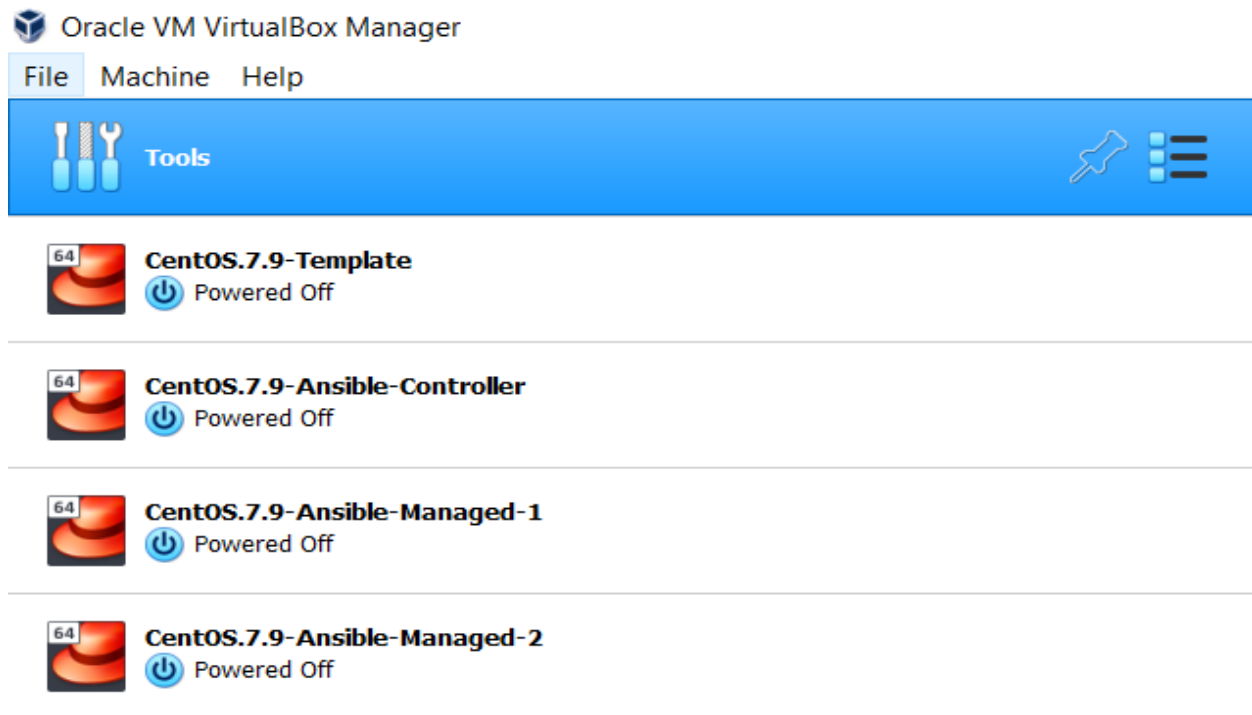 Oracle VM VirtualBox Manager
File Machine Help
Tools
64
CentOS.7.9-Template
Powered Off
64
CentOS.7.9-Ansible-Controller
Powered Off
64
CentOS.7.9-Ansible-Managed-1
Powered Off
64
CentOS.7.9-Ansible-Managed-2
Powered Off